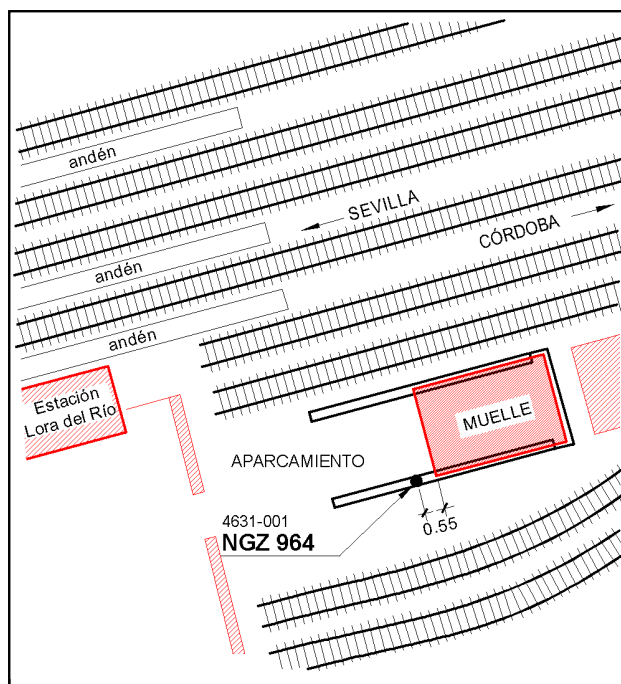 andén
SEVILLA
CÓRDOBA
andén
andén
Estación
Lora del Río
MUELLE
APARCAMIENTO
4631-001
NGZ 964
0.55